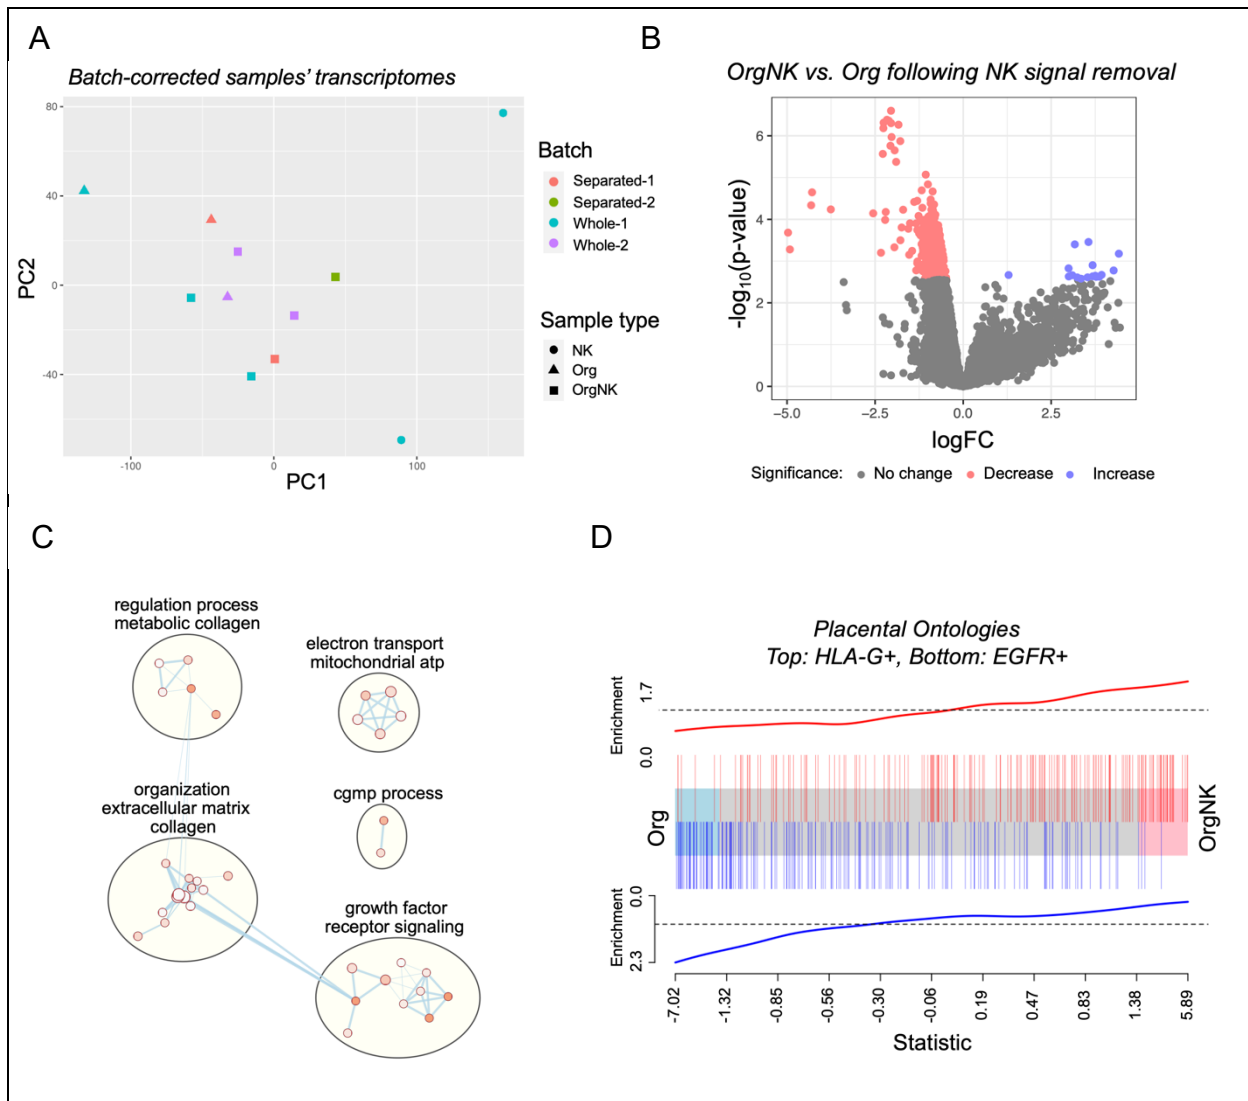 A
Batch-corrected samples' transcriptomes
80
40
0
-40
PC2
-100
0
100
PC1
Batch
Separated-1
Separated-2
Whole-1
Whole-2
Sample type
NK
Org
OrgNK
B
OrgNK vs. Org following NK signal removal
6
4
2
0
-log10(p-value)
−5.0
−2.5
0.0
2.5
logFC
Significance:
No change
Decrease
Increase
C
regulation process
metabolic collagen
electron transport
mitochondrial atp
organization
extracellular matrix
collagen
cgmp process
growth factor
receptor signaling
D
Placental Ontologies
Top: HLA-G+, Bottom: EGFR+
Enrichment
1.7
0.0
Org
OrgNK
Enrichment
0.0
2.3
-7.02
-1.32
-0.85
-0.56
-0.30
-0.06
0.19
0.47
0.83
1.38
5.89
Statistic